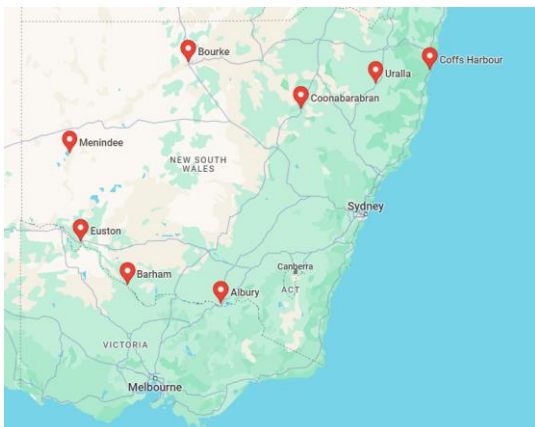 Bourke
Coffs Harbour
Uralla
Coonabarabran
Menindee
NEW SOUTH
WALES
Sydney
Euston
Canberra
Barham
ACT
Albury
VICTORIA
Melbourne